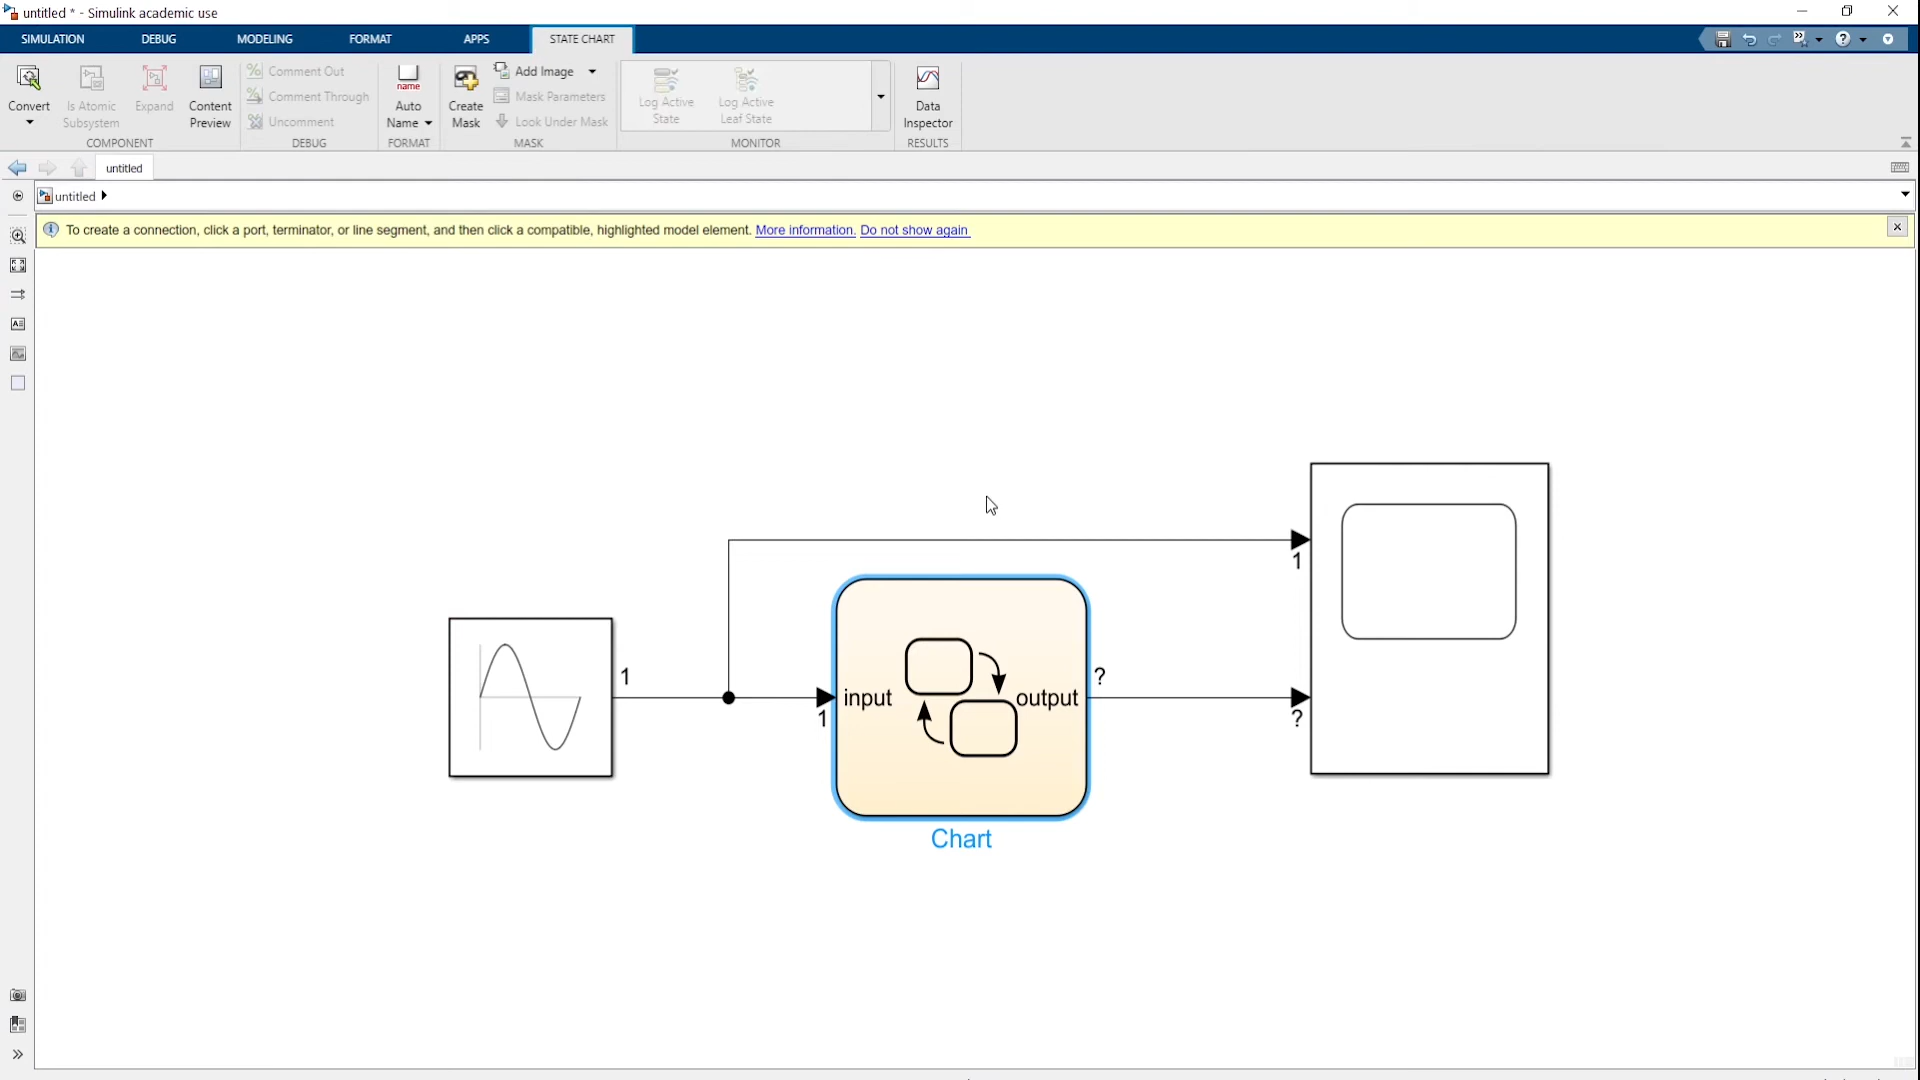 untitled * - Simulink academic use
SIMULATION DEBUG MODELING FORMAT APPS STATE CHART
Convert Is Atomic Subsystem Expand Content Preview
COMPONENT
Comment Out
Comment Through
Uncomment
DEBUG
name
Auto Name
FORMAT
Create Mask
Add Image
Mask Parameters
Look Under Mask
MASK
Log Active State
Log Active Leaf State
MONITOR
Data Inspector
RESULTS
untitled
untitled
To create a connection, click a port, terminator, or line segment, and then click a compatible, highlighted model element. More information. Do not show again
1
1
1
input
output
?
?
Chart